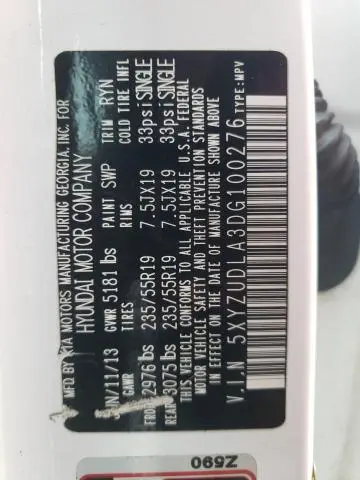 MFD. BY KIA MOTORS MANUFACTURING GEORGIA, INC. FOR
HYUNDAI MOTOR COMPANY
JUN/11/13 GVWR 5181 lbs PAINT SWP TRIM RYN
GAWR TIRES RIMS COLD TIRE INFL
FRONT 2976 lbs 235/55R19 7.5JX19 33psi SINGLE
REAR 3075 lbs 235/55R19 7.5JX19 33psi SINGLE
THIS VEHICLE CONFORMS TO ALL APPLICABLE U.S.A. FEDERAL
MOTOR VEHICLE SAFETY AND THEFT PREVENTION STANDARDS
IN EFFECT ON THE DATE OF MANUFACTURE SHOWN ABOVE.
V.I.N 5XYZUDLA3DG100276 TYPE:MPV
Z590